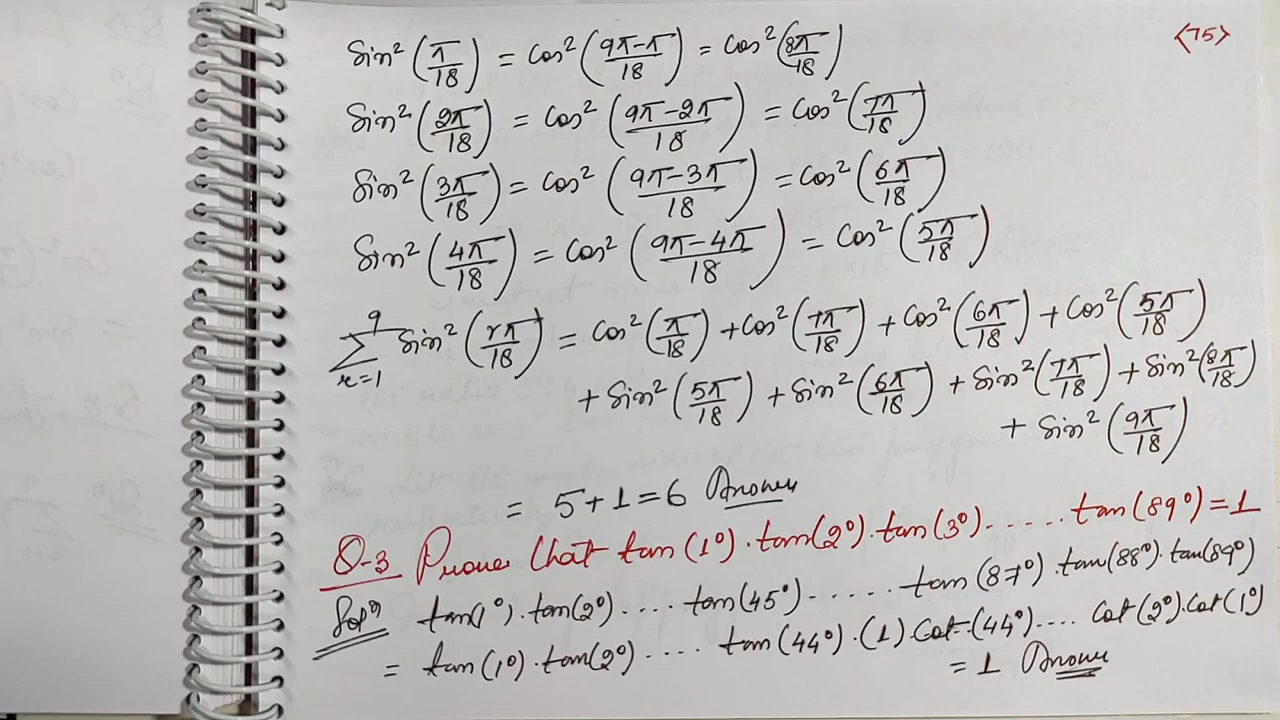 <75>
Sin² (π/18) = cos² ((9π-π)/18) = cos² (8π/18)
Sin² (2π/18) = cos² ((9π-2π)/18) = cos² (7π/18)
Sin² (3π/18) = cos² ((9π-3π)/18) = cos² (6π/18)
Sin² (4π/18) = cos² ((9π-4π)/18) = cos² (5π/18)
∑_{r=1}^{9} Sin² (rπ/18) = cos² (π/18) + cos² (7π/18) + cos² (6π/18) + cos² (5π/18)
+ Sin² (5π/18) + Sin² (6π/18) + Sin² (7π/18) + Sin² (8π/18)
+ Sin² (9π/18)
= 5+1=6 Answer
Q-3 Prove that tan(1°).tan(2°).tan(3°)......tan(89°)=1
Solⁿ tan(1°).tan(2°)....tan(45°)......tan(87°).tan(88°).tan(89°)
= tan(1°).tan(2°)....tan(44°).(1).Cot(44°)....cot(2°).cot(1°)
= 1 Answer